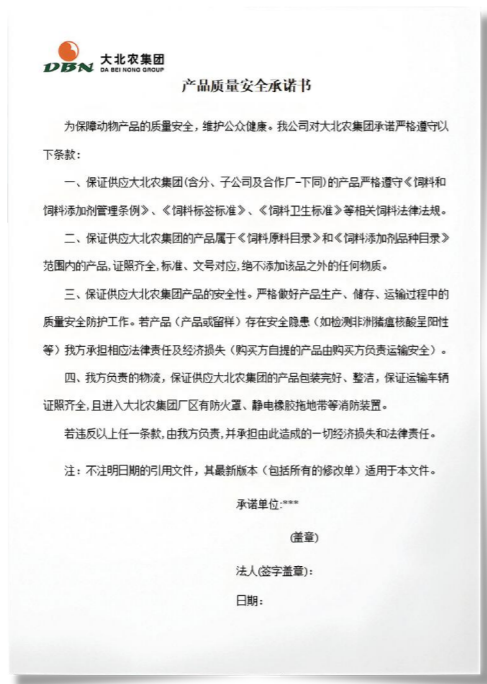 DBN 大北农集团
DA BEI NONG GROUP
产品质量安全承诺书
为保障动物产品的质量安全，维护公众健康。我公司对大北农集团承诺严格遵守以
下条款：
一、保证供应大北农集团(含分、子公司及合作厂-下同)的产品严格遵守《饲料和
饲料添加剂管理条例》、《饲料标签标准》、《饲料卫生标准》等相关饲料法律法规。
二、保证供应大北农集团的产品属于《饲料原料目录》和《饲料添加剂品种目录》
范围内的产品,证照齐全,标准、文号对应,绝不添加该品之外的任何物质。
三、保证供应大北农集团产品的安全性。严格做好产品生产、储存、运输过程中的
质量安全防护工作。若产品（产品或留样）存在安全隐患（如检测非洲猪瘟核酸呈阳性
等）我方承担相应法律责任及经济损失（购买方自提的产品由购买方负责运输安全）。
四、我方负责的物流，保证供应大北农集团的产品包装完好、整洁，保证运输车辆
证照齐全,且进入大北农集团厂区有防火罩、静电橡胶拖地带等消防装置。
若违反以上任一条款,由我方负责,并承担由此造成的一切经济损失和法律责任。
注：不注明日期的引用文件，其最新版本（包括所有的修改单）适用于本文件。
承诺单位:***
(盖章)
法人(签字盖章)：
日期：